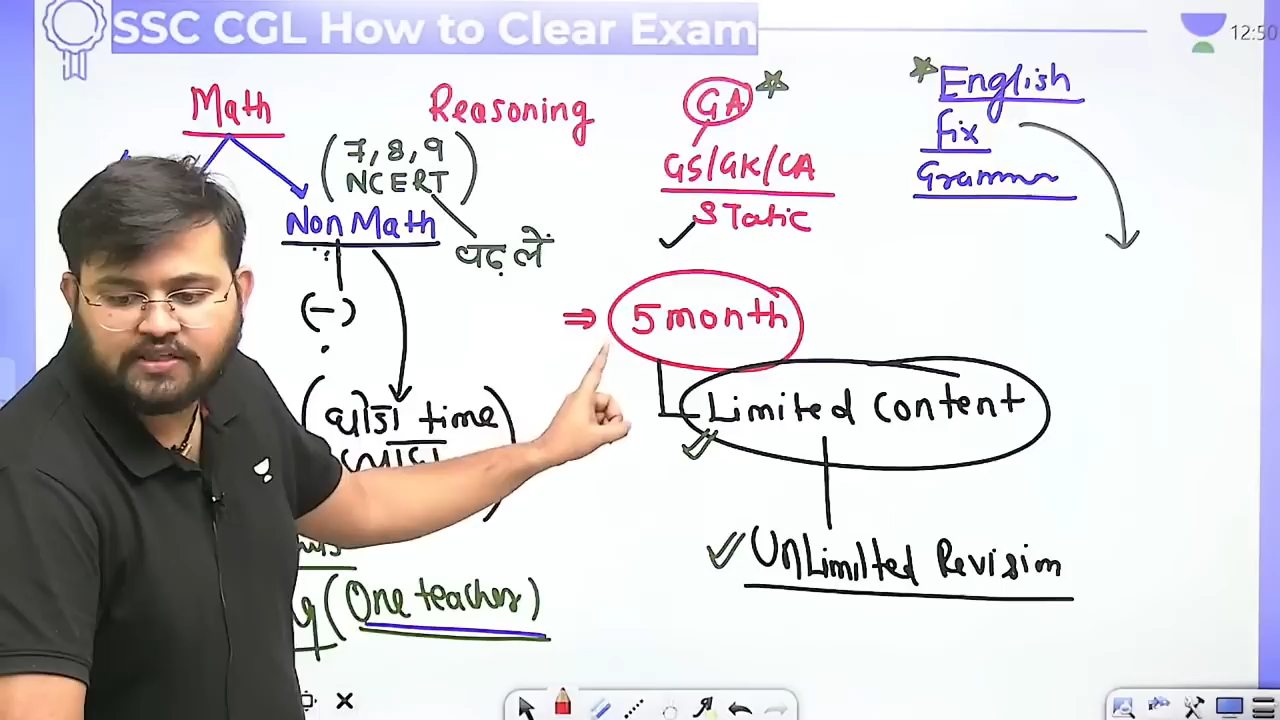 SSC CGL How to Clear Exam
12:50
Math
Reasoning
GA
English
fix
Grammar
(7, 8, 9
NCERT)
GS/GK/CA
Static
Non Math
पढ़ लें
(-)
⇒ 5 month
(थोडा time
Limited Content
Unlimilted Revision
(One teacher)